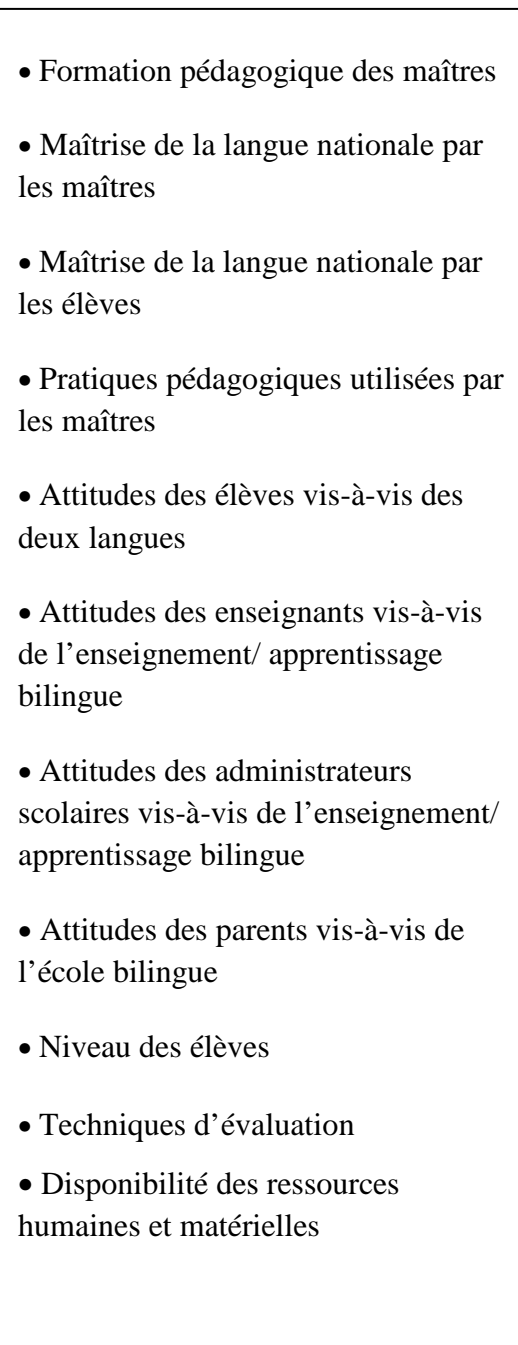 • Formation pédagogique des maîtres
• Maîtrise de la langue nationale par
les maîtres
• Maîtrise de la langue nationale par
les élèves
• Pratiques pédagogiques utilisées par
les maîtres
• Attitudes des élèves vis-à-vis des
deux langues
• Attitudes des enseignants vis-à-vis
de l’enseignement/ apprentissage
bilingue
• Attitudes des administrateurs
scolaires vis-à-vis de l’enseignement/
apprentissage bilingue
• Attitudes des parents vis-à-vis de
l’école bilingue
• Niveau des élèves
• Techniques d’évaluation
• Disponibilité des ressources
humaines et matérielles